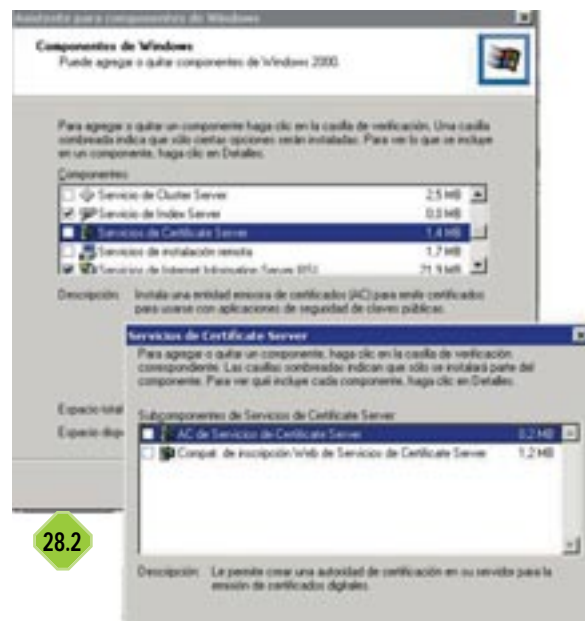 Asistente para componentes de Windows
Componentes de Windows
Puede agregar o quitar componentes de Windows 2000.
Para agregar o quitar un componente haga clic en la casilla de verificación. Una casilla
sombreada indica que sólo ciertas opciones serán instaladas. Para ver lo que se incluye
en un componente, haga clic en Detalles.
Componentes
Servicio de Cluster Server 2,5 MB
Servicio de Index Server 0,0 MB
Servicios de Certificate Server 1,4 MB
Servicios de instalación remota 1,7 MB
Servicios de Internet Information Server (IIS) 21,9 MB
Descripción: Instala una entidad emisora de certificados (AC) para emitir certificados
para usarse con aplicaciones de seguridad de claves públicas.
Servicios de Certificate Server
Para agregar o quitar un componente, haga clic en la casilla de verificación
correspondiente. Las casillas sombreadas indican que sólo se instalará parte del
componente. Para ver qué incluye cada componente, haga clic en Detalles.
Espacio total
Subcomponentes de Servicios de Certificate Server
Espacio disp
AC de Servicios de Certificate Server 0,2 MB
Compat. de inscripción Web de Servicios de Certificate Server 1,2 MB
28.2
Descripción: Le permite crear una autoridad de certificación en su servidor para la
emisión de certificados digitales.